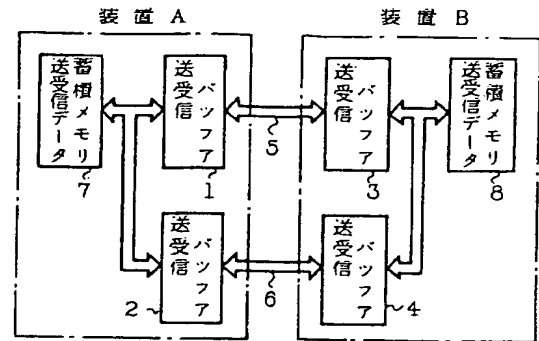 装置A
装置B
送受信データ
蓄積メモリ
7
送受信
バッファ
1
5
送受信
バッファ
3
送受信データ
蓄積メモリ
8
送受信
バッファ
2
6
送受信
バッファ
4